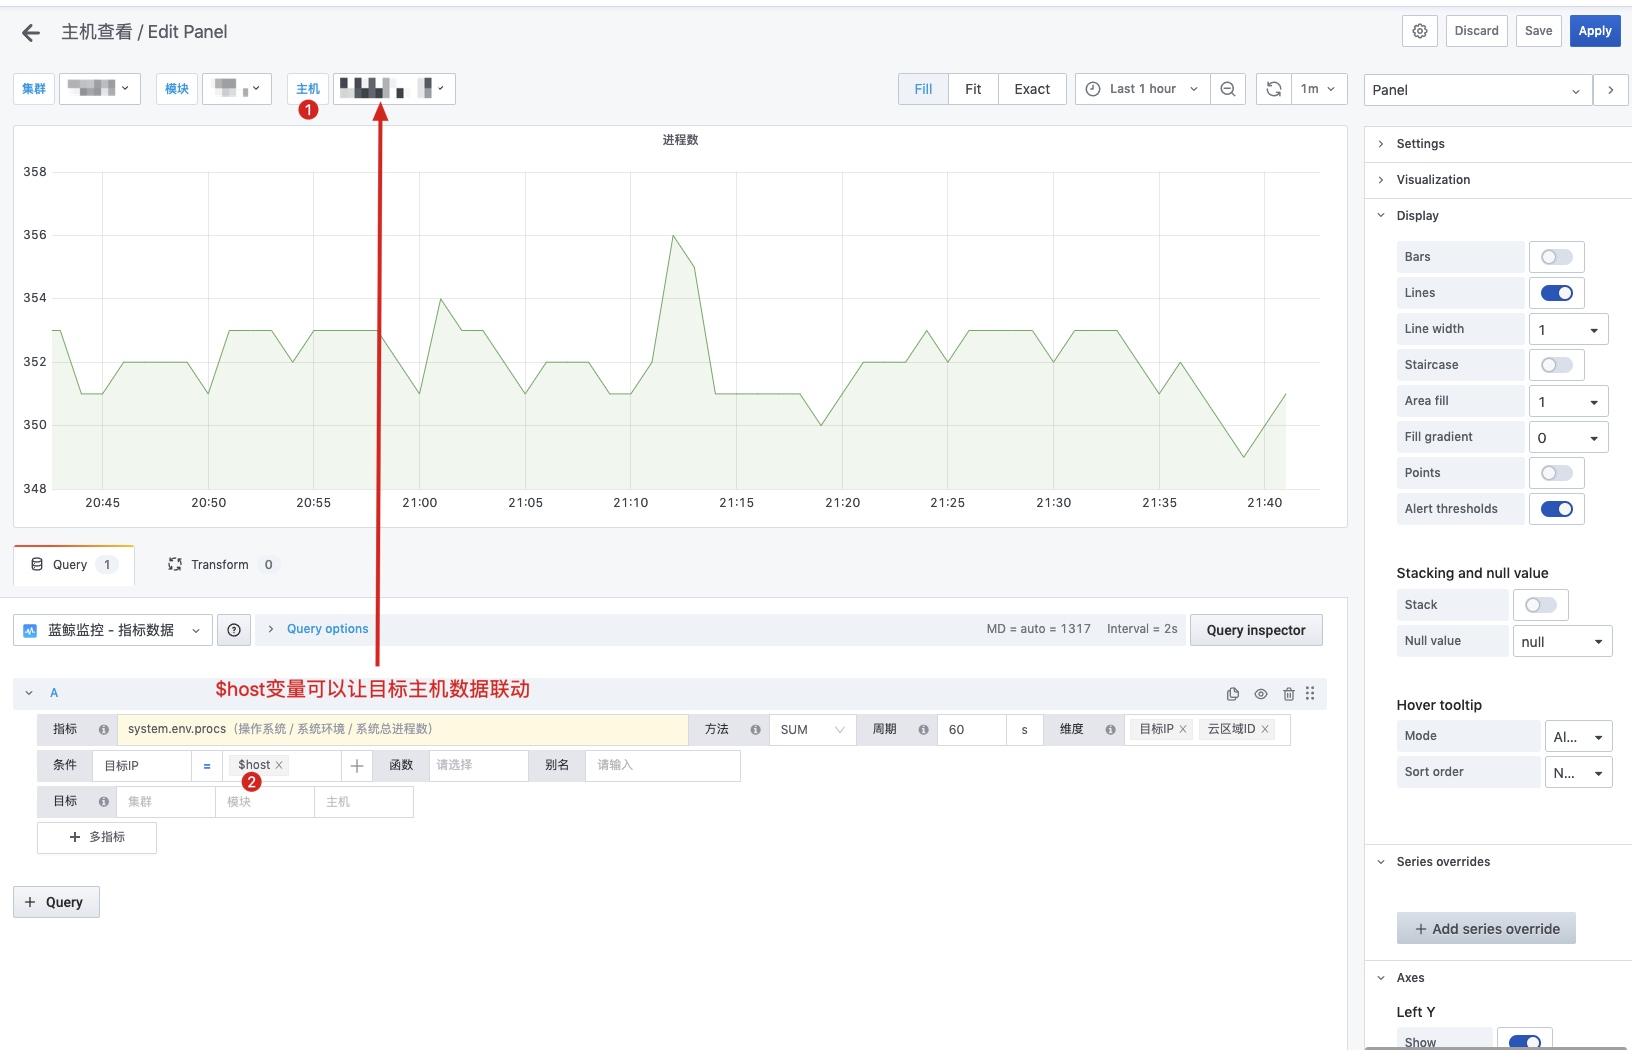 主机查看 / Edit Panel
Discard
Save
Apply
集群
模块
主机
1
Fill
Fit
Exact
Last 1 hour
1m
Panel
进程数
358
356
354
352
350
348
20:45
20:50
20:55
21:00
21:05
21:10
21:15
21:20
21:25
21:30
21:35
21:40
Settings
Visualization
Display
Bars
Lines
Line width 1
Staircase
Area fill 1
Fill gradient 0
Points
Alert thresholds
Stacking and null value
Stack
Null value null
Hover tooltip
Mode Al...
Sort order N...
Series overrides
+ Add series override
Axes
Left Y
Show
Query 1
Transform 0
蓝鲸监控 - 指标数据
Query options
MD = auto = 1317 Interval = 2s
Query inspector
A
$host变量可以让目标主机数据联动
指标 system.env.procs (操作系统 / 系统环境 / 系统总进程数) 方法 SUM 周期 60 s 维度 目标IP × 云区域ID ×
条件 目标IP = $host × + 函数 请选择 别名 请输入
2
目标 集群 模块 主机
+ 多指标
+ Query